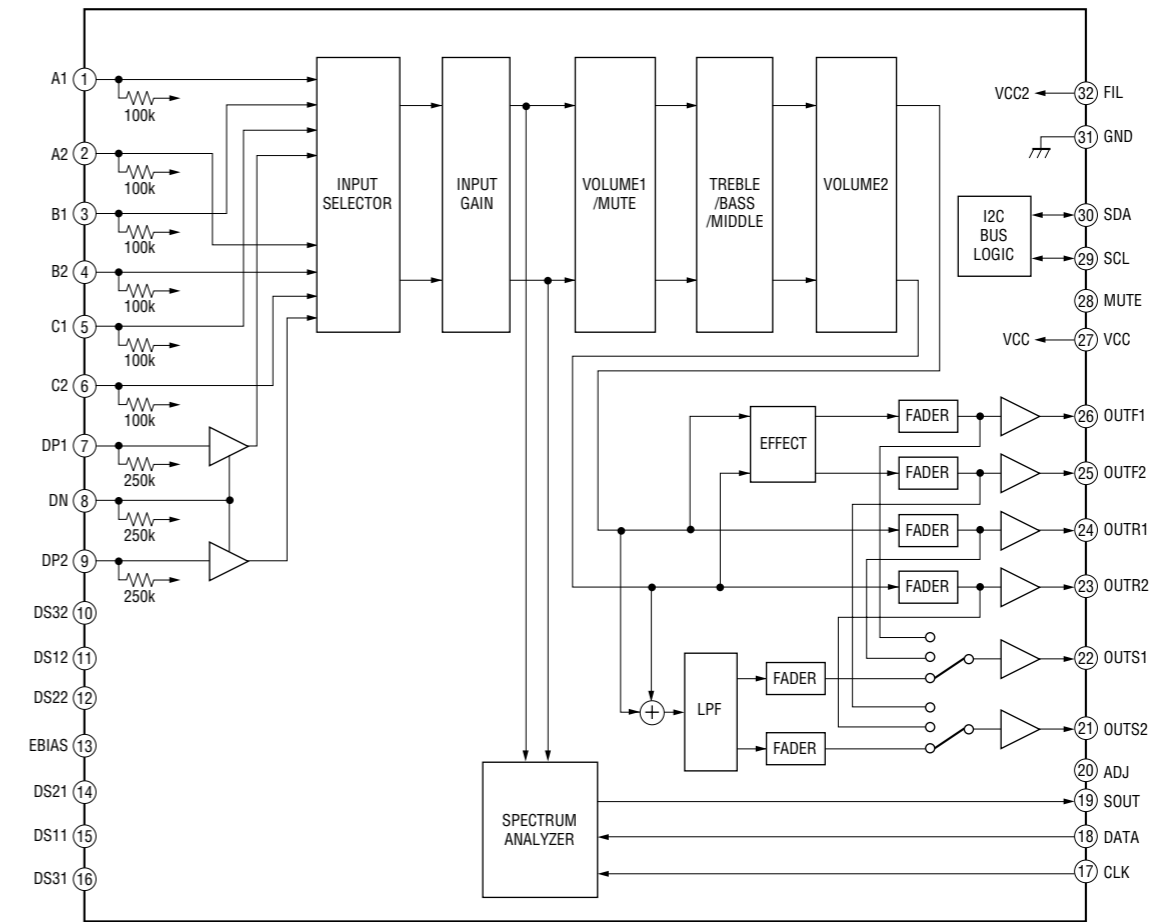 A1 1
100k
A2 2
100k
B1 3
100k
B2 4
100k
C1 5
100k
C2 6
100k
DP1 7
250k
DN 8
250k
DP2 9
250k
DS32 10
DS12 11
DS22 12
EBIAS 13
DS21 14
DS11 15
DS31 16
INPUT
SELECTOR
INPUT
GAIN
VOLUME1
/MUTE
TREBLE
/BASS
/MIDDLE
VOLUME2
VCC2 32 FIL
31 GND
I2C
BUS
LOGIC
30 SDA
29 SCL
28 MUTE
VCC 27 VCC
EFFECT
FADER 26 OUTF1
FADER 25 OUTF2
FADER 24 OUTR1
FADER 23 OUTR2
+
LPF
FADER 22 OUTS1
FADER 21 OUTS2
20 ADJ
SPECTRUM
ANALYZER
19 SOUT
18 DATA
17 CLK